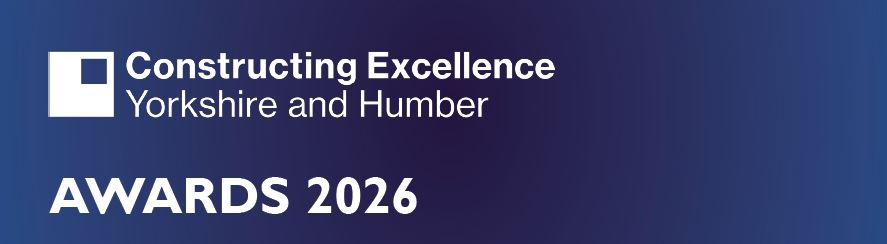 Constructing Excellence
Yorkshire and Humber
AWARDS 2026